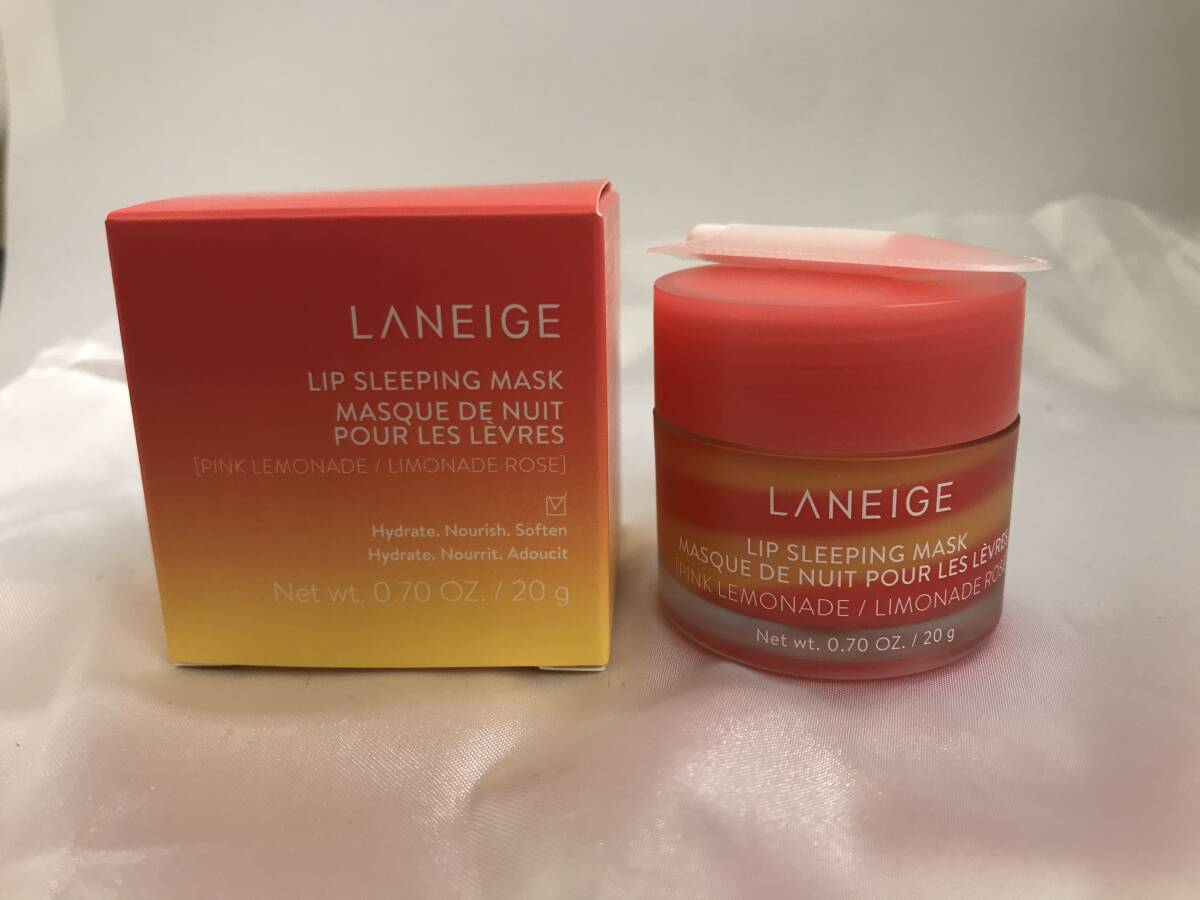 LANEIGE
LIP SLEEPING MASK
MASQUE DE NUIT
POUR LES LÈVRES
[PINK LEMONADE / LIMONADE ROSE]
Hydrate. Nourish. Soften
Hydrate. Nourrit. Adoucit
Net wt. 0.70 OZ. / 20 g
LANEIGE
LIP SLEEPING MASK
MASQUE DE NUIT POUR LES LÈVRES
[PINK LEMONADE / LIMONADE ROSE
Net wt. 0.70 OZ. / 20 g